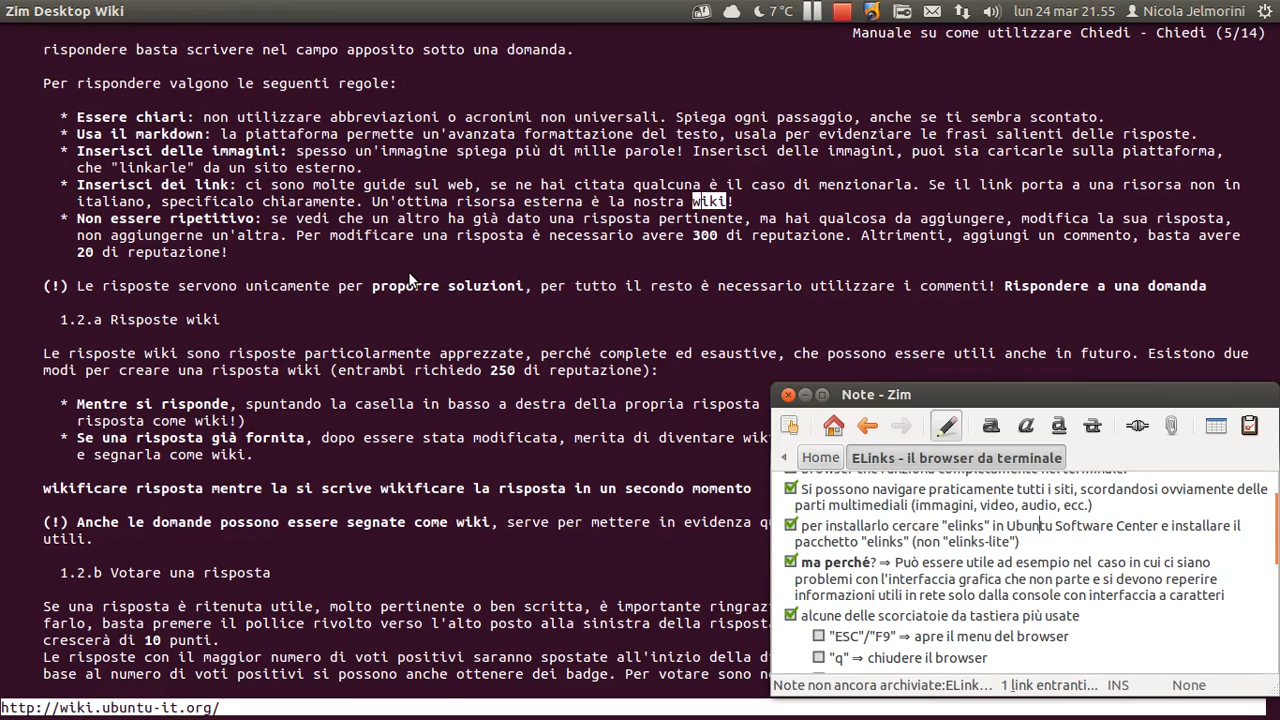 Zim Desktop Wiki
7 °C
lun 24 mar 21.55
Nicola Jelmorini
rispondere basta scrivere nel campo apposito sotto una domanda.
Manuale su come utilizzare Chiedi - Chiedi (5/14)
Per rispondere valgono le seguenti regole:
* Essere chiari: non utilizzare abbreviazioni o acronimi non universali. Spiega ogni passaggio, anche se ti sembra scontato.
* Usa il markdown: la piattaforma permette un'avanzata formattazione del testo, usala per evidenziare le frasi salienti delle risposte.
* Inserisci delle immagini: spesso un'immagine spiega più di mille parole! Inserisci delle immagini, puoi sia caricarle sulla piattaforma,
che "linkarle" da un sito esterno.
* Inserisci dei link: ci sono molte guide sul web, se ne hai citata qualcuna è il caso di menzionarla. Se il link porta a una risorsa non in
italiano, specificalo chiaramente. Un'ottima risorsa esterna è la nostra wiki!
* Non essere ripetitivo: se vedi che un altro ha già dato una risposta pertinente, ma hai qualcosa da aggiungere, modifica la sua risposta,
non aggiungerne un'altra. Per modificare una risposta è necessario avere 300 di reputazione. Altrimenti, aggiungi un commento, basta avere
20 di reputazione!
(!) Le risposte servono unicamente per proporre soluzioni, per tutto il resto è necessario utilizzare i commenti! Rispondere a una domanda
1.2.a Risposte wiki
Le risposte wiki sono risposte particolarmente apprezzate, perché complete ed esaustive, che possono essere utili anche in futuro. Esistono due
modi per creare una risposta wiki (entrambi richiedo 250 di reputazione):
* Mentre si risponde, spuntando la casella in basso a destra della propria risposta
risposta come wiki!)
* Se una risposta già fornita, dopo essere stata modificata, merita di diventare wiki
e segnarla come wiki.
wikificare risposta mentre la si scrive wikificare la risposta in un secondo momento
(!) Anche le domande possono essere segnate come wiki, serve per mettere in evidenza
utili.
1.2.b Votare una risposta
Se una risposta è ritenuta utile, molto pertinente o ben scritta, è importante
farlo, basta premere il pollice rivolto verso l'alto posto alla sinistra della
crescerà di 10 punti.
Le risposte con il maggior numero di voti positivi saranno spostate all'inizio della
base al numero di voti positivi si possono anche ottenere dei badge. Per votare sono
http://wiki.ubuntu-it.org/
Note - Zim
Home
ELinks - il browser da terminale
browser che funziona completamente nel terminale.
Si possono navigare praticamente tutti i siti, scordandosi ovviamente delle
parti multimediali (immagini, video, audio, ecc.)
per installarlo cercare "elinks" in Ubuntu Software Center e installare il
pacchetto "elinks" (non "elinks-lite")
ma perché? ⇒ Può essere utile ad esempio nel caso in cui ci siano
problemi con l'interfaccia grafica che non parte e si devono reperire
informazioni utili in rete solo dalla console con interfaccia a caratteri
alcune delle scorciatoie da tastiera più usate
"ESC"/"F9" ⇒ apre il menu del browser
"q" ⇒ chiudere il browser
Note non ancora archiviate:ELink...
1 link entranti...
INS
None